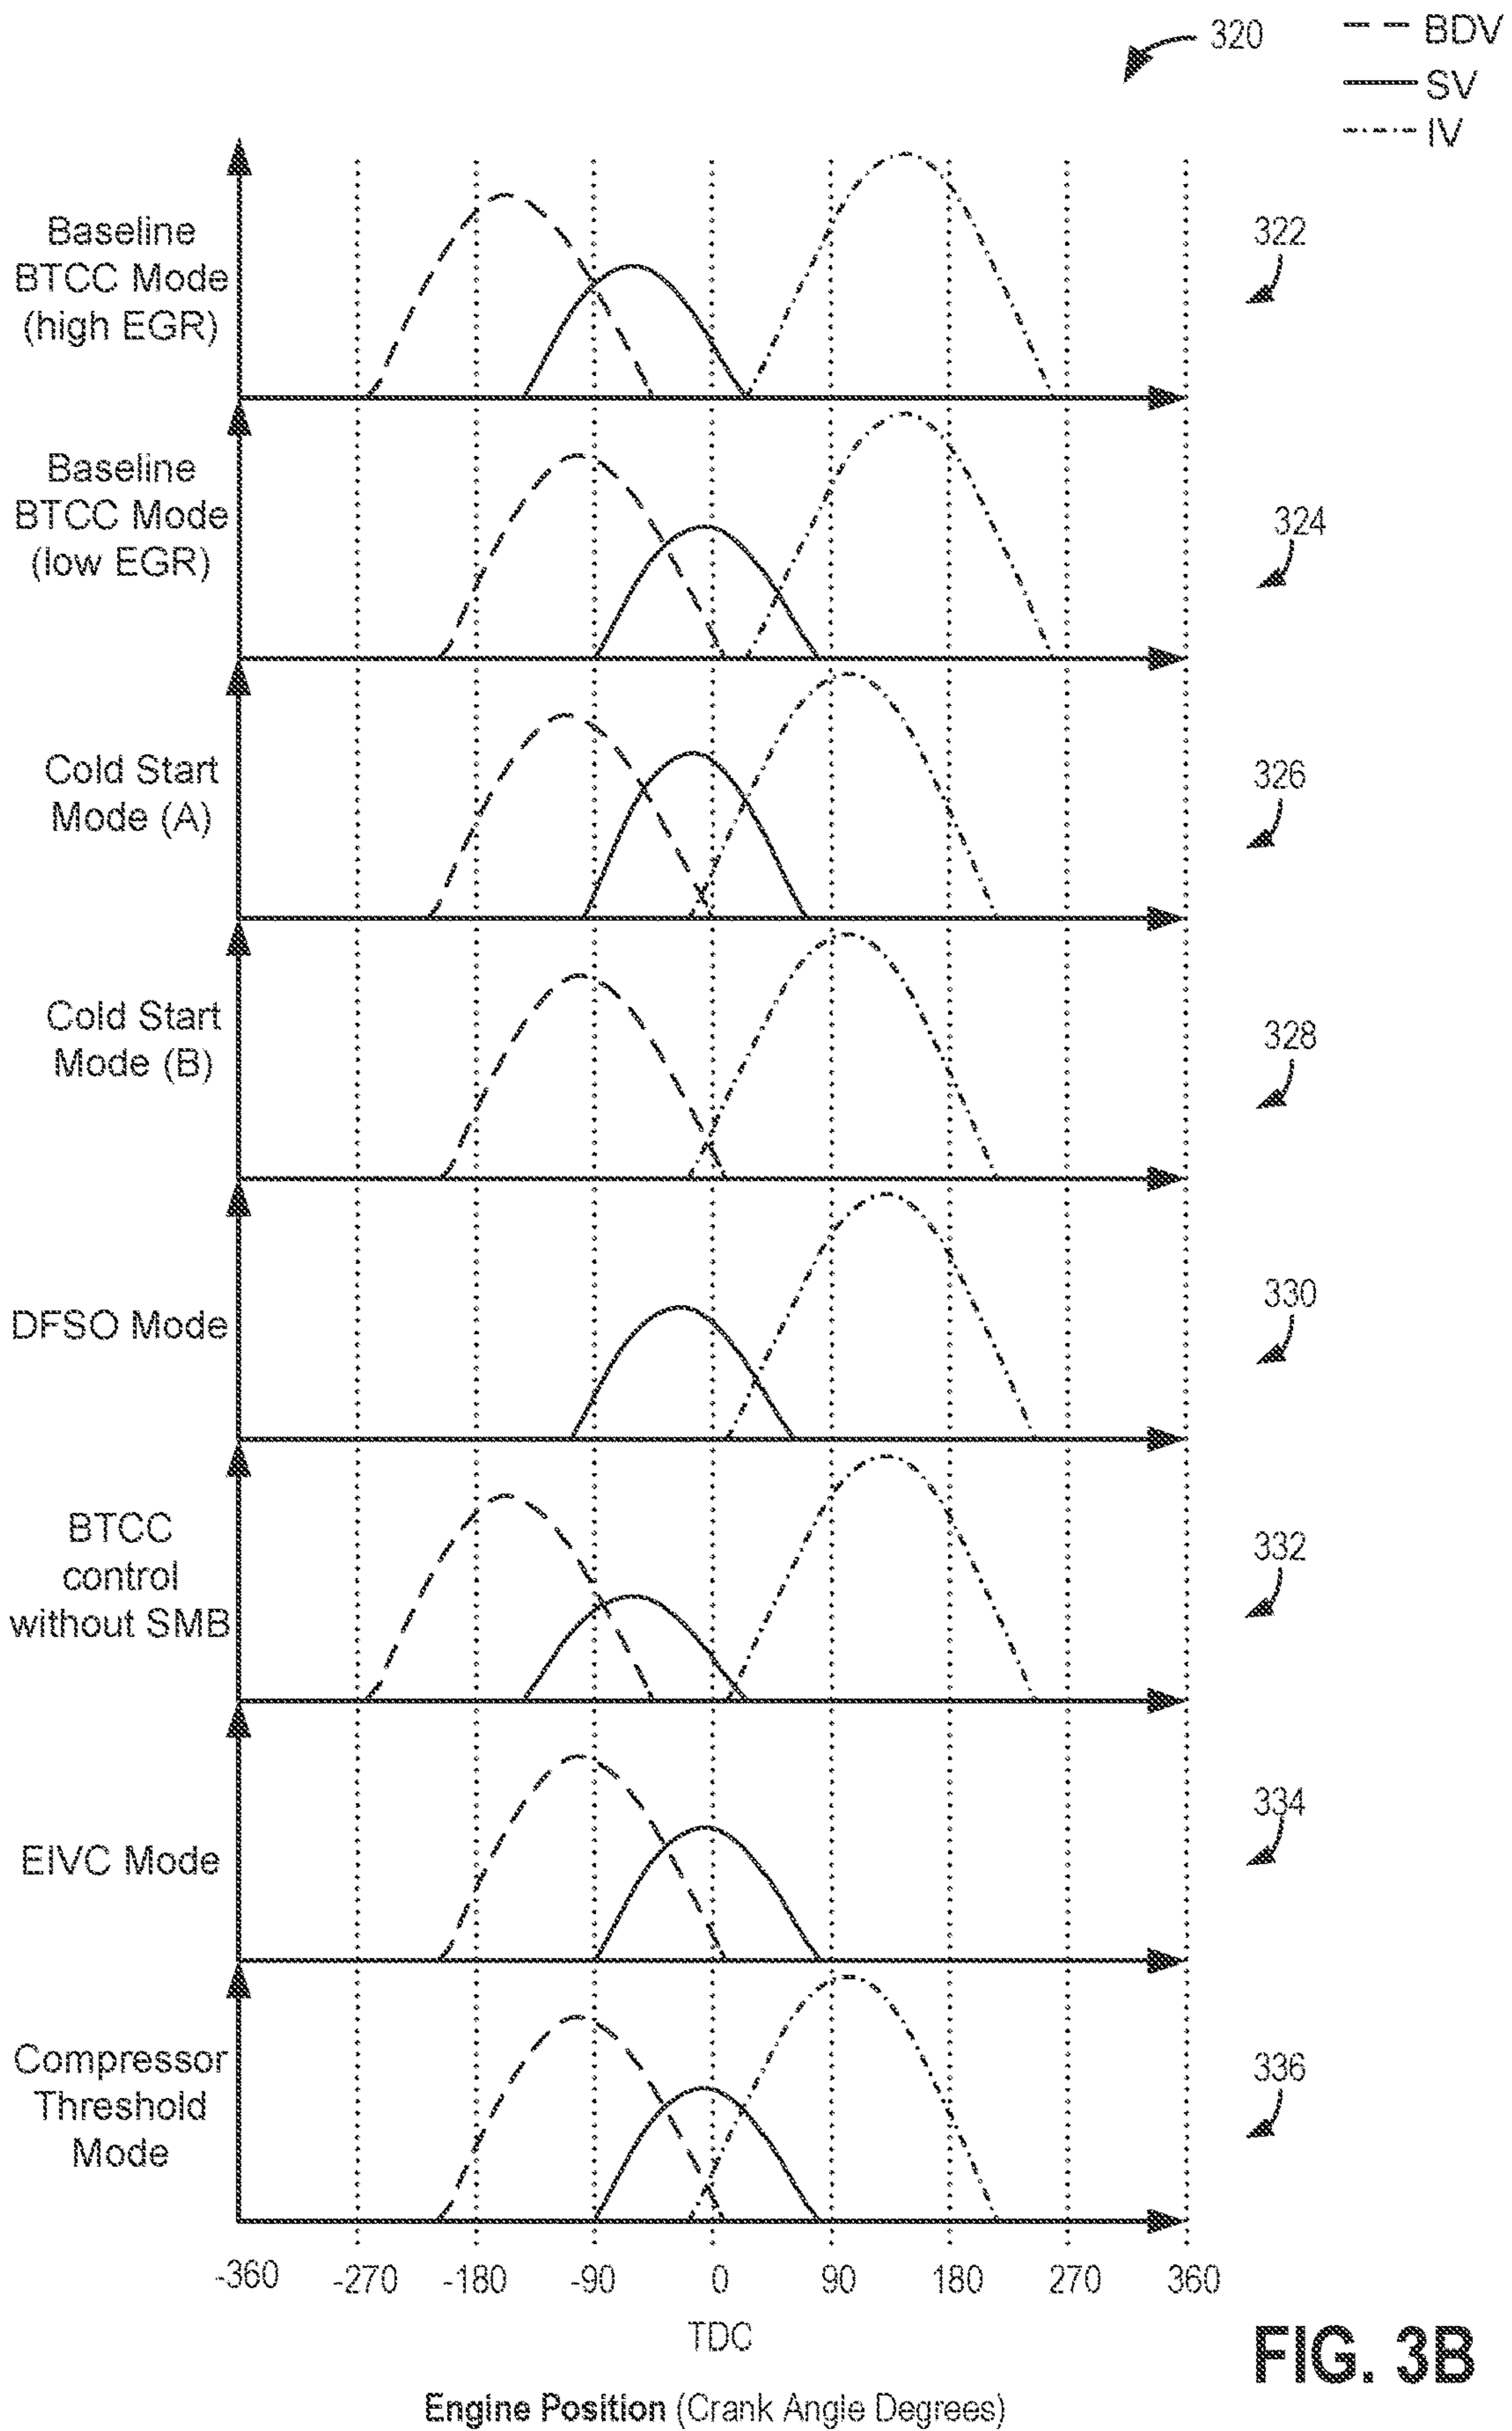 320
BDV
SV
IV
Baseline
BTCC Mode
(high EGR)
322
Baseline
BTCC Mode
(low EGR)
324
Cold Start
Mode (A)
326
Cold Start
Mode (B)
328
DFSO Mode
330
BTCC
control
without SMB
332
EIVC Mode
334
Compressor
Threshold
Mode
336
-360 -270 -180 -90 0 90 180 270 360
TDC
Engine Position (Crank Angle Degrees)
FIG. 3B